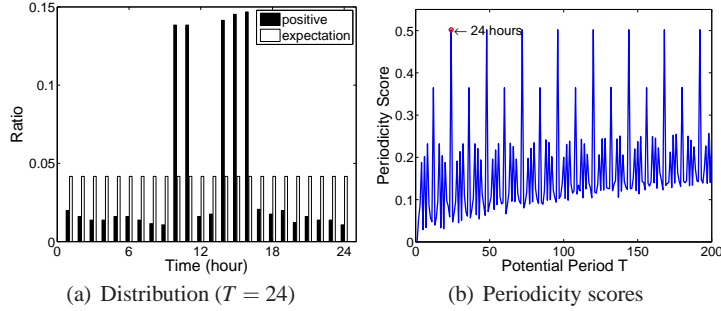 0.15
0.1
0.05
0
Ratio
positive
expectation
0 6 12 18 24
Time (hour)
(a) Distribution (T = 24)
0.5
0.4
0.3
0.2
0.1
0
Periodicity Score
← 24 hours
0 50 100 150 200
Potential Period T
(b) Periodicity scores